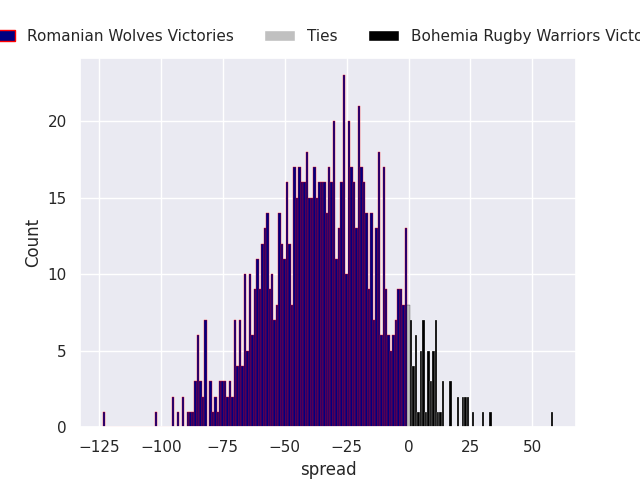 Romanian Wolves Victories Ties Bohemia Rugby Warriors Victo
20
15
10
5
0
Count
−125 −100 −75 −50 −25 0 25 50
spread